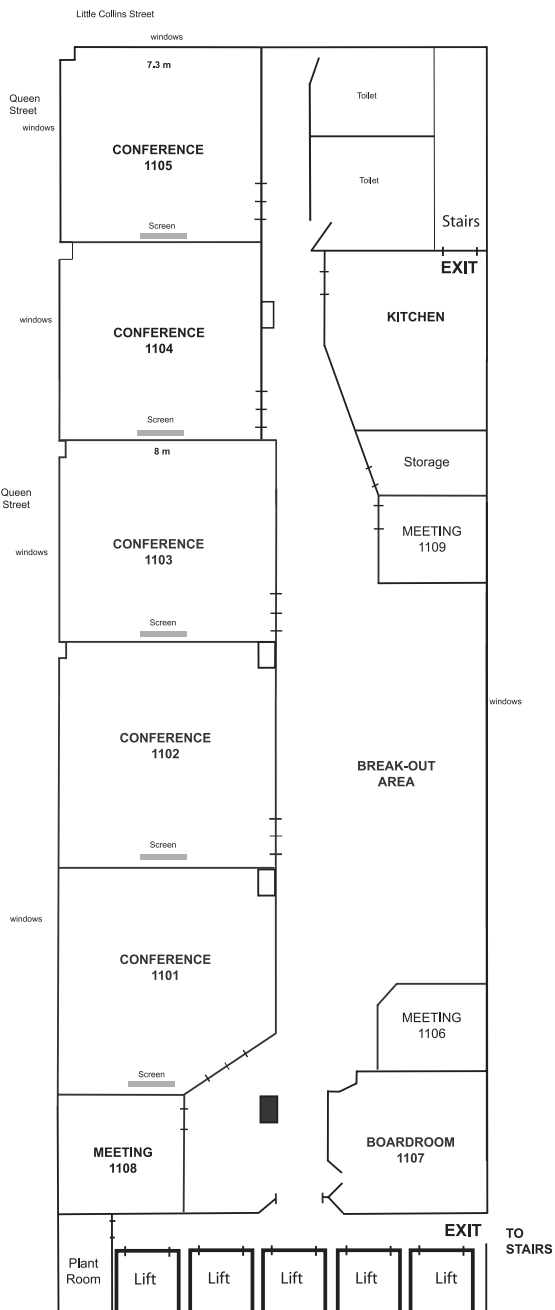 Little Collins Street
windows
7.3 m
Queen
Street
windows
CONFERENCE
1105
Screen
Toilet
Toilet
Stairs
EXIT
windows
CONFERENCE
1104
Screen
KITCHEN
8 m
Storage
Queen
Street
windows
CONFERENCE
1103
Screen
MEETING
1109
windows
CONFERENCE
1102
Screen
BREAK-OUT
AREA
windows
CONFERENCE
1101
Screen
MEETING
1106
MEETING
1108
BOARDROOM
1107
EXIT
TO
STAIRS
Plant
Room
Lift
Lift
Lift
Lift
Lift